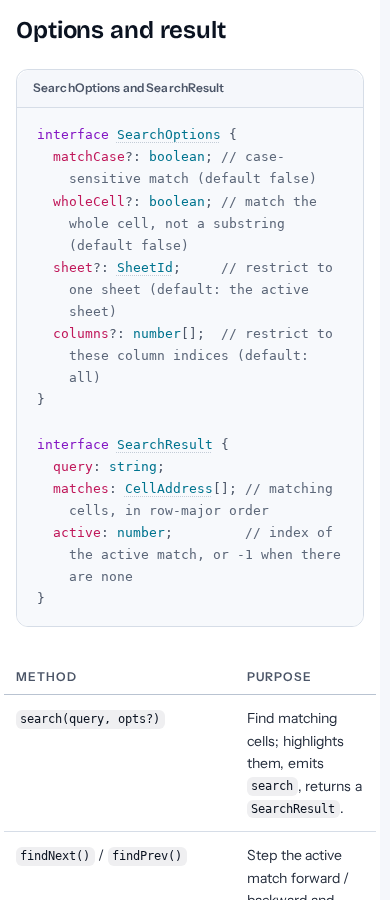 Options and result
SearchOptions and SearchResult
interface SearchOptions {
matchCase?: boolean; // case-
sensitive match (default false)
wholeCell?: boolean; // match the
whole cell, not a substring
(default false)
sheet?: SheetId;     // restrict to
one sheet (default: the active
sheet)
columns?: number[];  // restrict to
these column indices (default:
all)
}
interface SearchResult {
query: string;
matches: CellAddress[]; // matching
cells, in row-major order
active: number;         // index of
the active match, or -1 when there
are none
}
METHOD PURPOSE
search(query, opts?) Find matching
cells; highlights
them, emits
search, returns a
SearchResult.
findNext() / findPrev() Step the active
match forward /
backward and